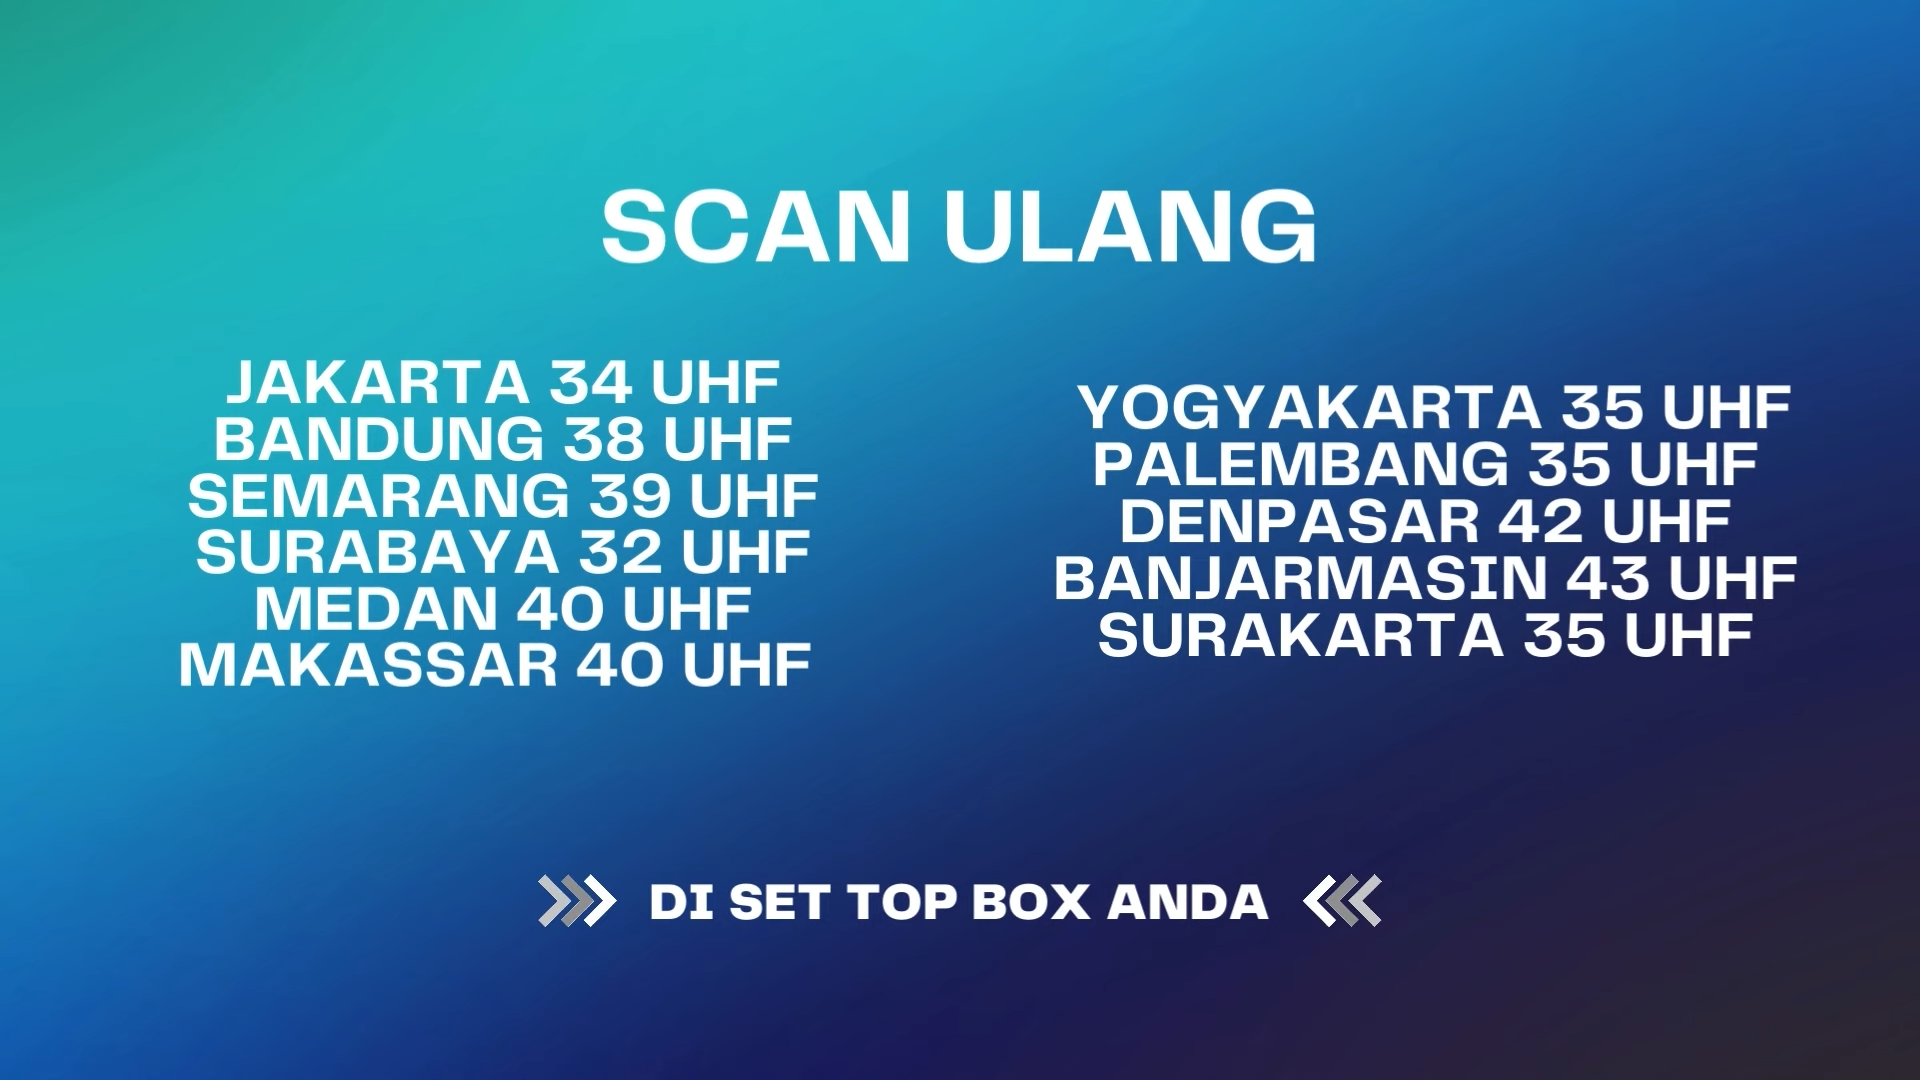 SCAN ULANG
JAKARTA 34 UHF
BANDUNG 38 UHF
SEMARANG 39 UHF
SURABAYA 32 UHF
MEDAN 40 UHF
MAKASSAR 40 UHF
YOGYAKARTA 35 UHF
PALEMBANG 35 UHF
DENPASAR 42 UHF
BANJARMASIN 43 UHF
SURAKARTA 35 UHF
DI SET TOP BOX ANDA